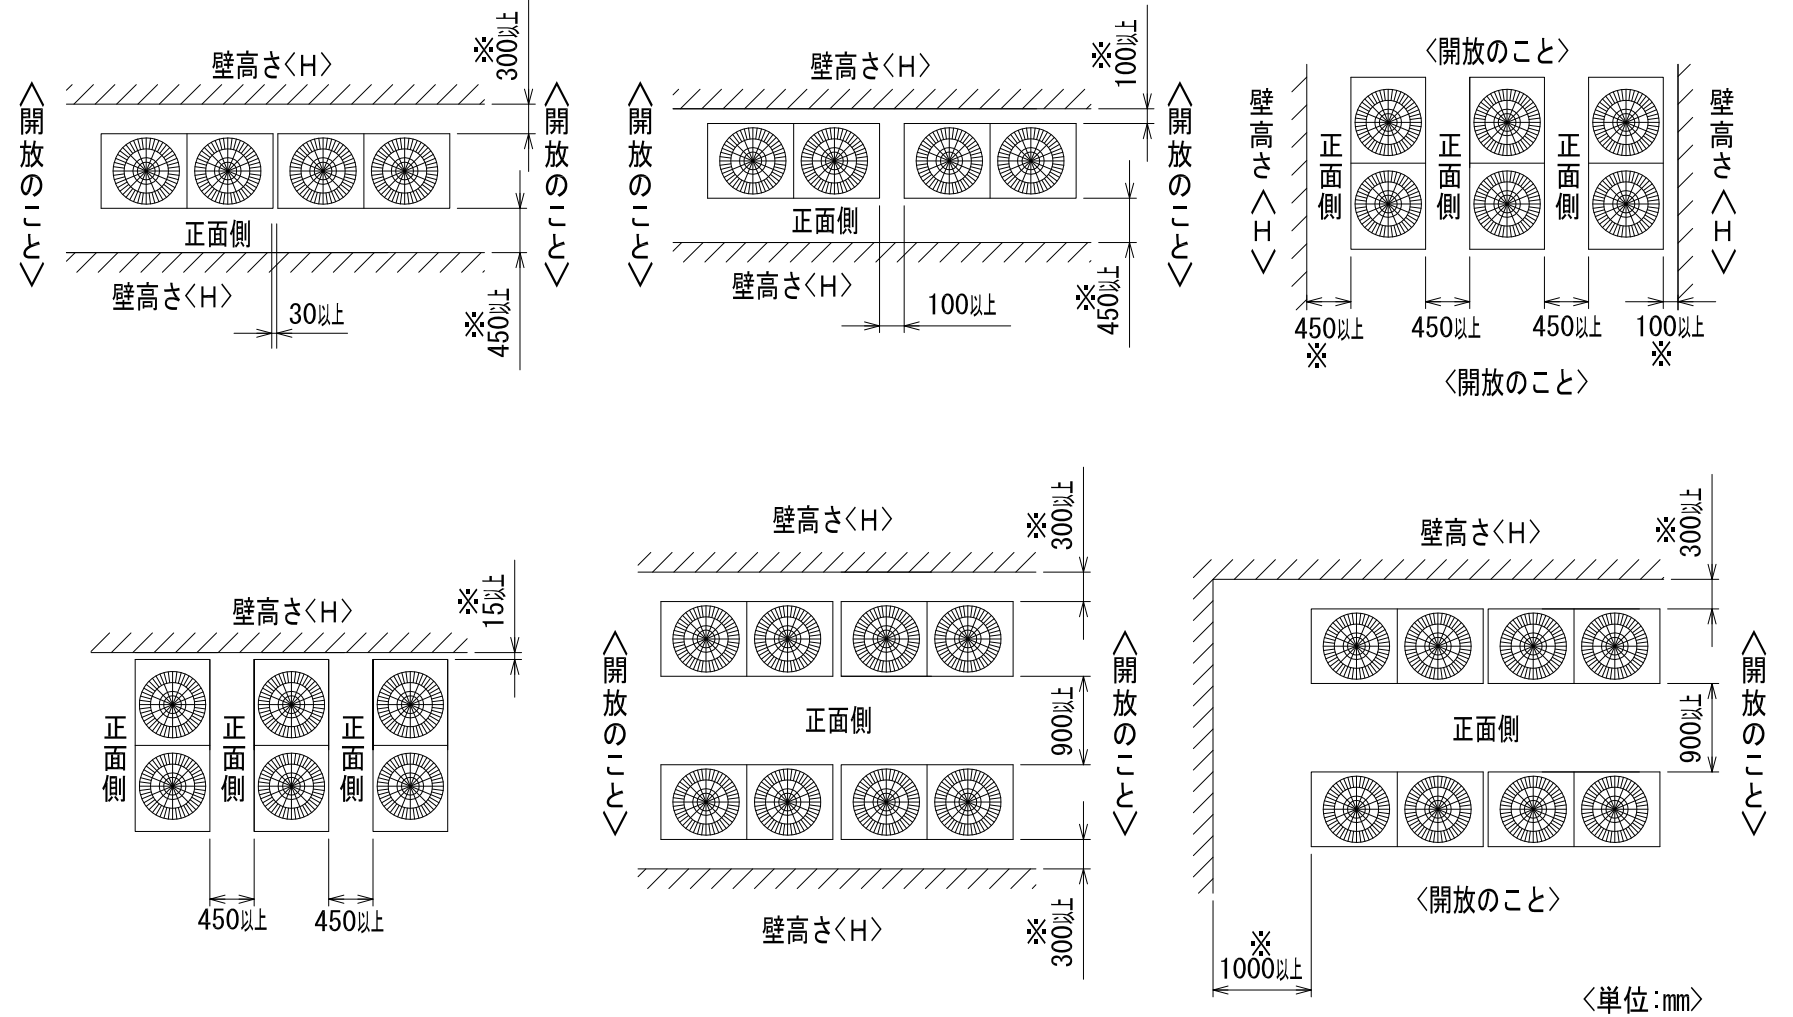 壁高さ〈H〉
※
300以上
〈開放のこと〉
〈開放のこと〉
正面側
壁高さ〈H〉
30以上
※
450以上
壁高さ〈H〉
※
100以上
〈開放のこと〉
〈開放のこと〉
正面側
壁高さ〈H〉
100以上
※
450以上
〈開放のこと〉
壁高さ〈H〉
正面側
正面側
正面側
壁高さ〈H〉
450以上
※
450以上
450以上
100以上
※
〈開放のこと〉
壁高さ〈H〉
※
15以上
正面側
正面側
正面側
450以上
450以上
壁高さ〈H〉
※
300以上
〈開放のこと〉
正面側
900以上
〈開放のこと〉
壁高さ〈H〉
※
300以上
壁高さ〈H〉
※
300以上
正面側
900以上
〈開放のこと〉
〈開放のこと〉
※
1000以上
〈単位:mm〉